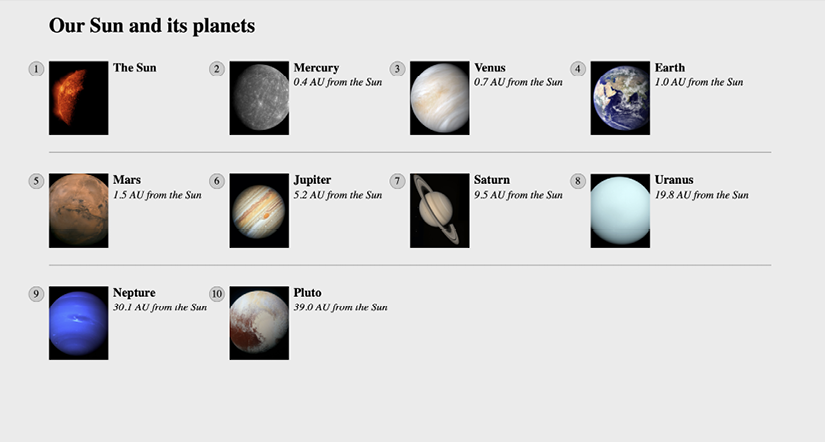 Our Sun and its planets
1 The Sun
2 Mercury
0.4 AU from the Sun
3 Venus
0.7 AU from the Sun
4 Earth
1.0 AU from the Sun
5 Mars
1.5 AU from the Sun
6 Jupiter
5.2 AU from the Sun
7 Saturn
9.5 AU from the Sun
8 Uranus
19.8 AU from the Sun
9 Nepture
30.1 AU from the Sun
10 Pluto
39.0 AU from the Sun